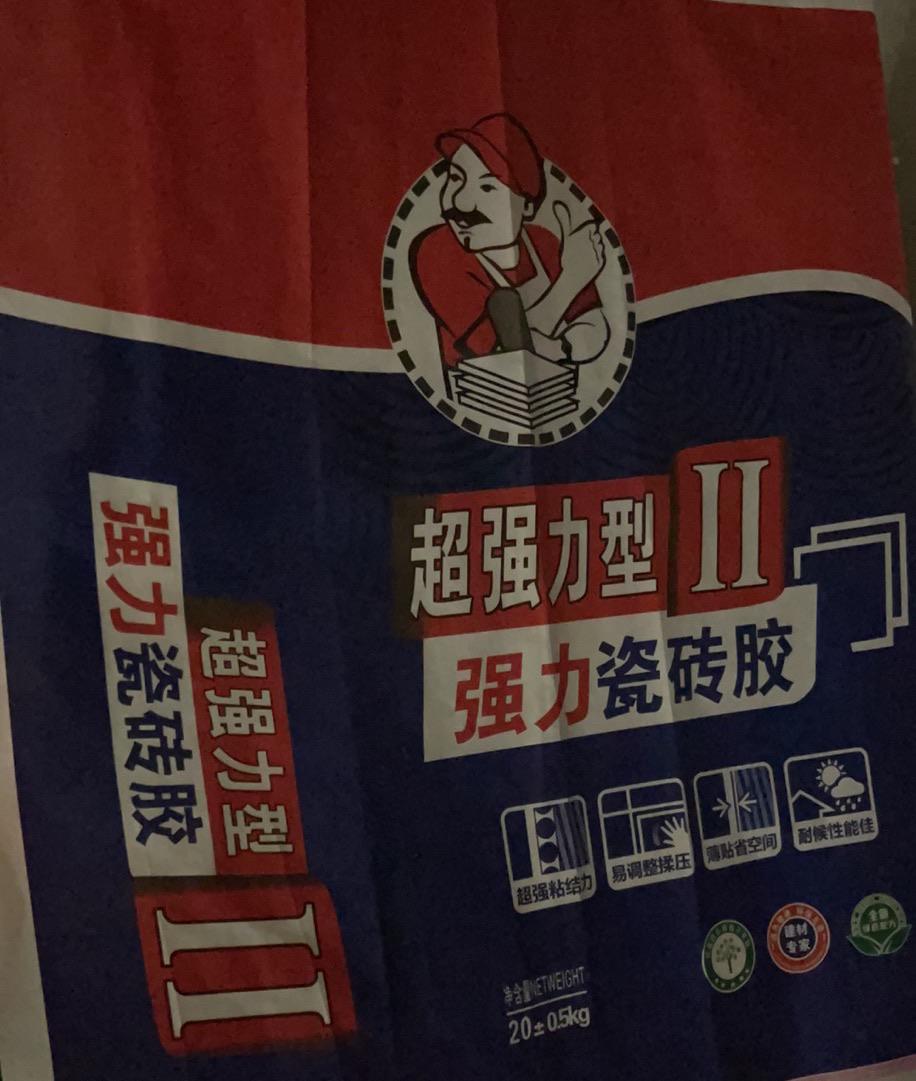 超强力型 II
强力瓷砖胶
强力瓷砖胶
超强力型
II
超强粘结力
易调整揉压
薄贴省空间
耐候性能佳
建材
专家
净含量NETWEIGHT
20±0.5kg